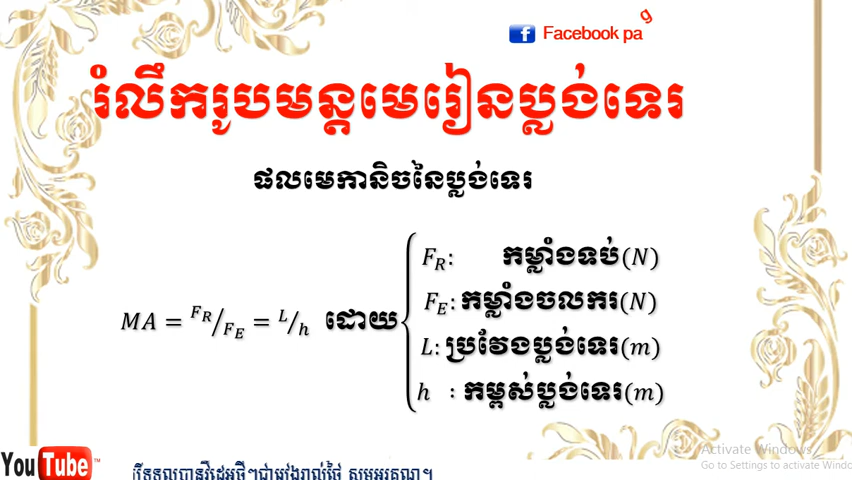 Facebook pa g
រំលឹករូបមន្តមេរៀនប្លង់ទេរ
ផលមេកានិចនៃប្លង់ទេរ
MA = F_R/F_E = L/h ដោយ
F_R: កម្លាំងទប់(N)
F_E: កម្លាំងចលករ(N)
L: ប្រវែងប្លង់ទេរ(m)
h : កម្ពស់ប្លង់ទេរ(m)
Activate Windows
Go to Settings to activate Windo
YouTube